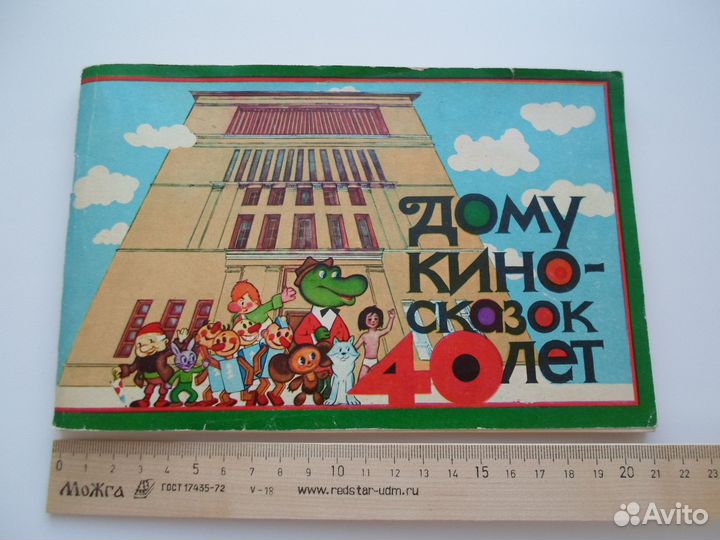 Дому
кино-
сказок
40 лет
0 1 2 3 4 5 6 7 8 9 10 11 12 13 14 15 16 17 18 19 20 21 22 23
Можга ГОСТ 17435-72 V-18 www.redstar-udm.ru
Avito